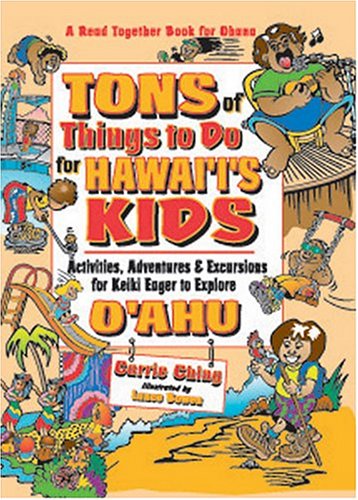 A Read Together Book for Ohana
TONS of
Things to Do
for HAWAI'I'S
KIDS
Activities, Adventures & Excursions
for Keiki Eager to Explore
O'AHU
Carrie Ching
Illustrated by